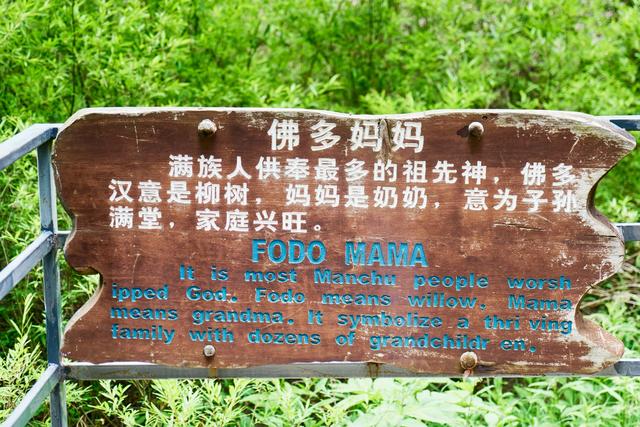 佛多妈妈
满族人供奉最多的祖先神，佛多
汉意是柳树，妈妈是奶奶，意为子孙
满堂，家庭兴旺。
FODO MAMA
It is most Manchu people worsh
ipped God. Fodo means willow. Mama
means grandma. It symbolize a thri ving
family with dozens of grandchildr en.